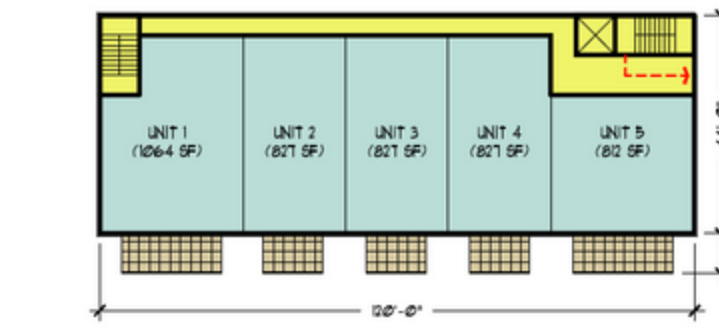 UNIT 1
(1064 SF)
UNIT 2
(827 SF)
UNIT 3
(827 SF)
UNIT 4
(827 SF)
UNIT 5
(812 SF)
120'-0"